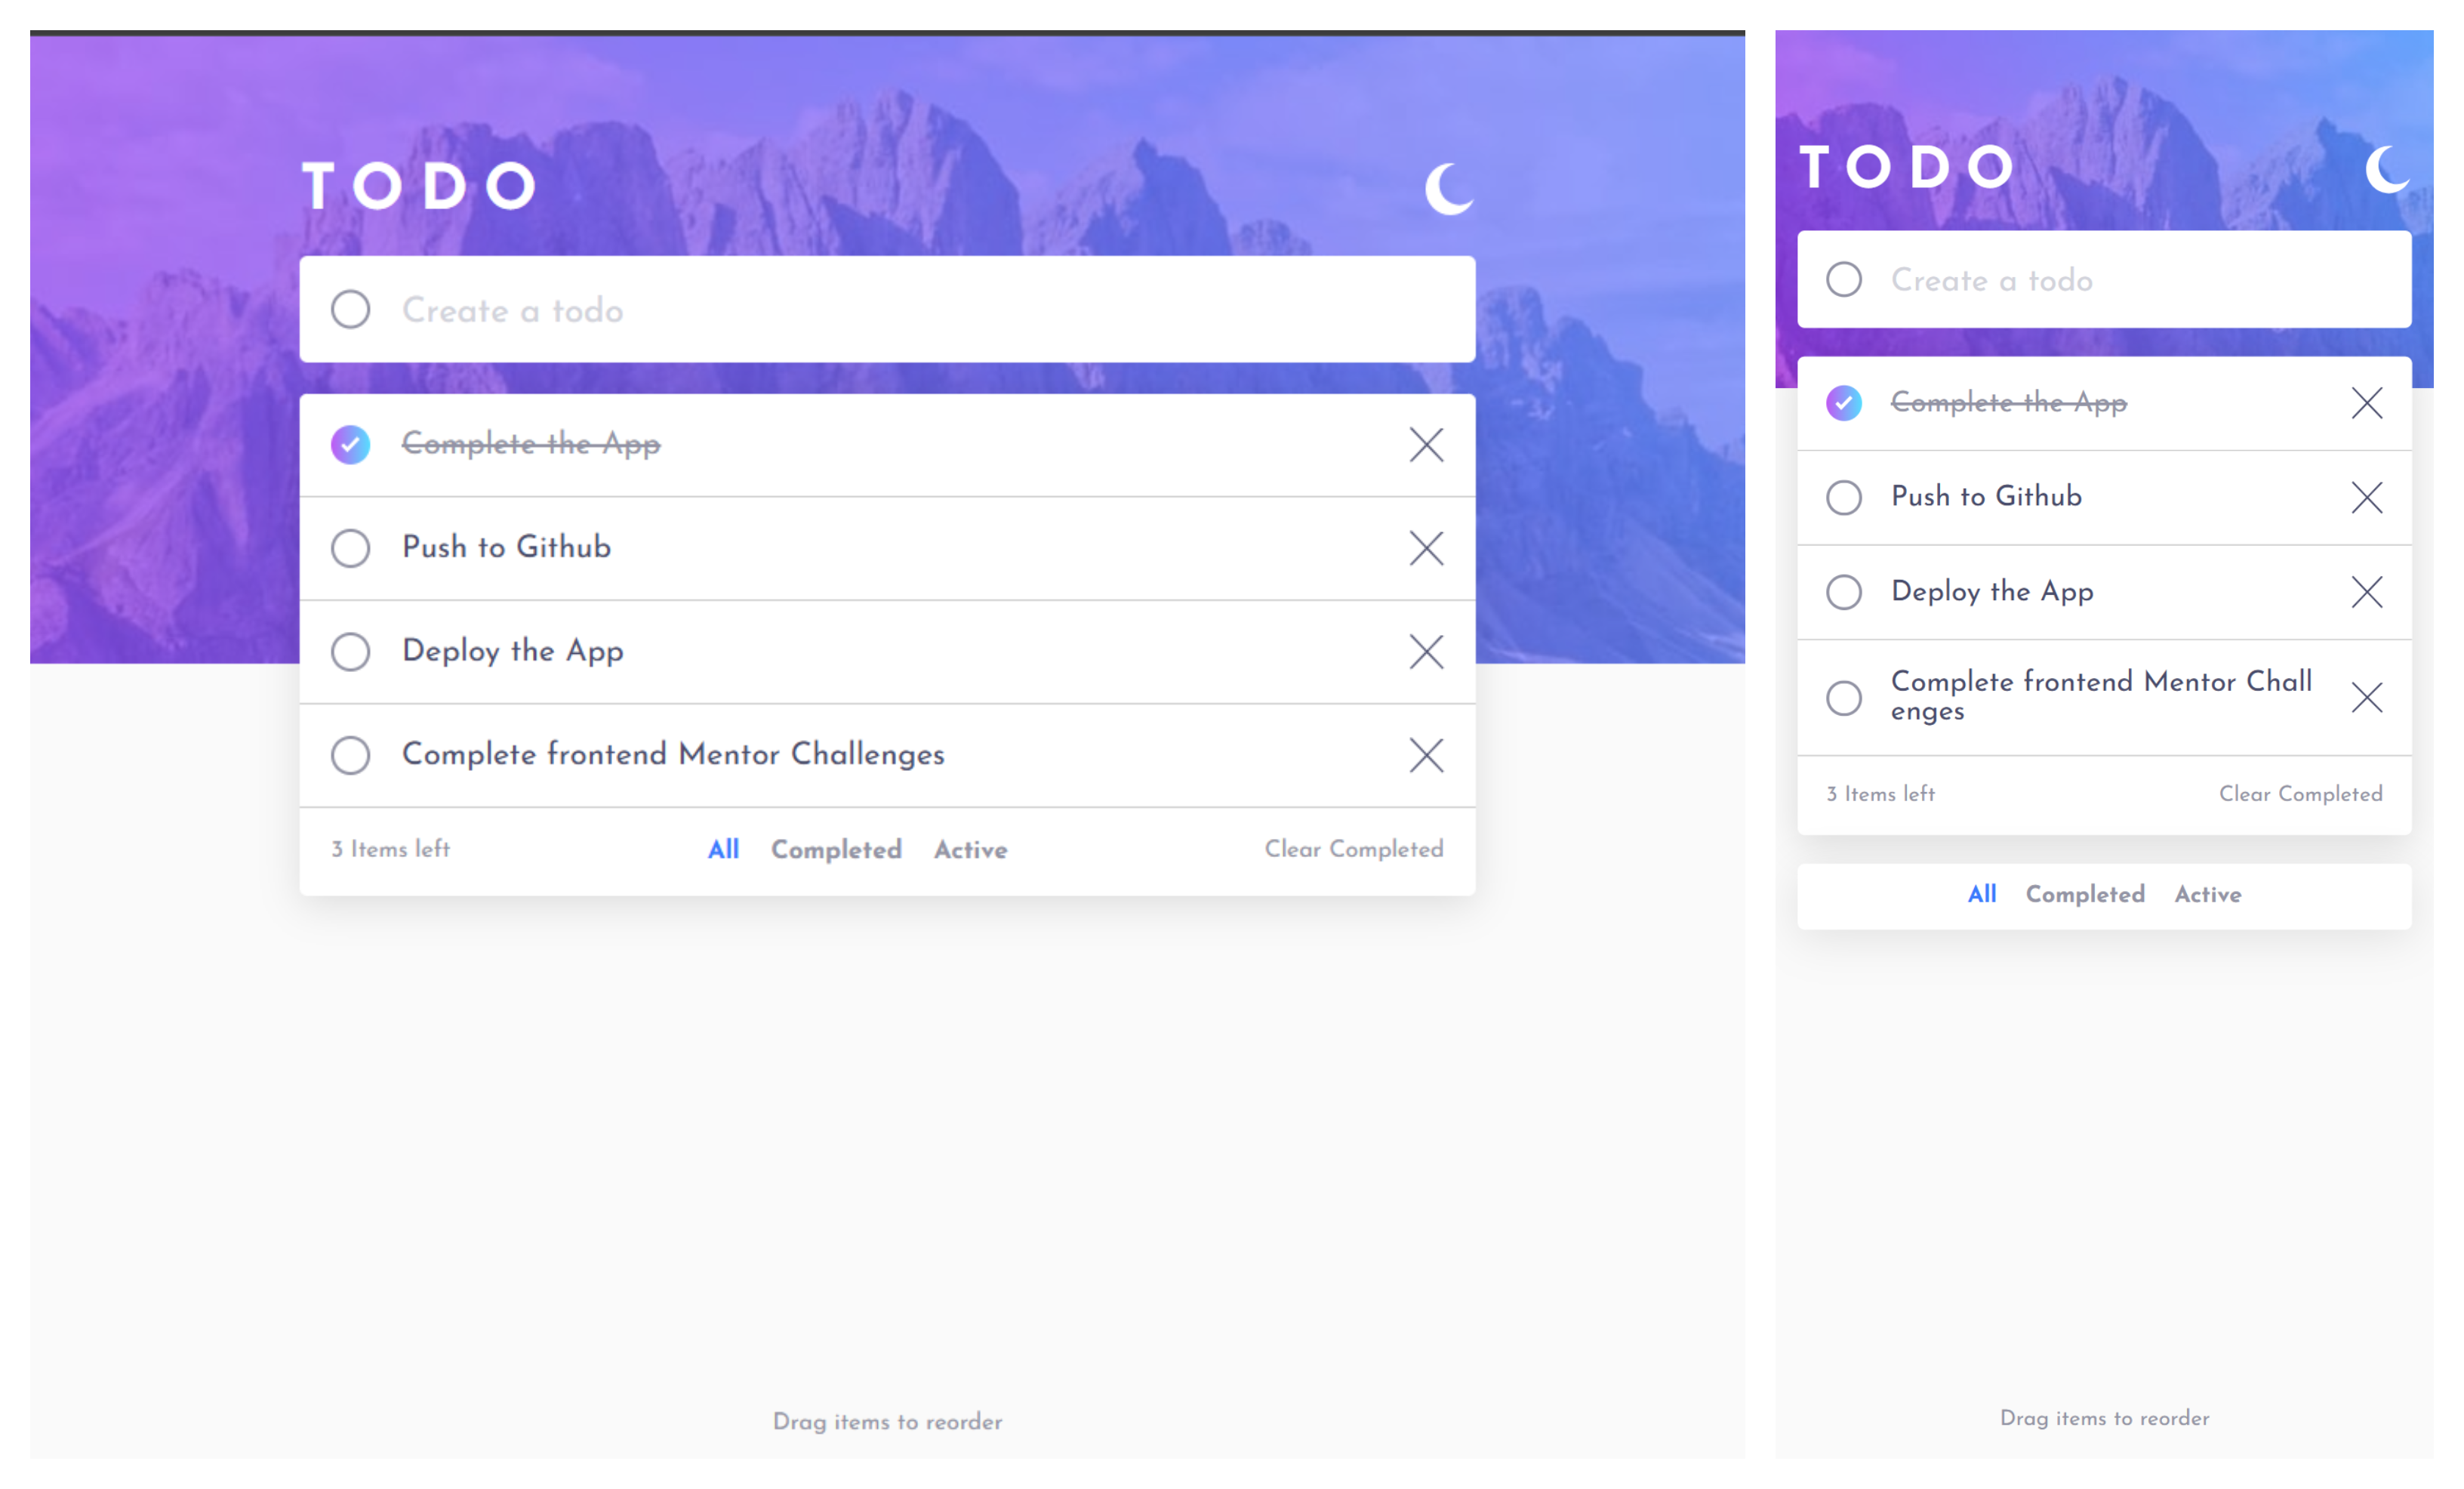 TODO
Create a todo
Complete the App
Push to Github
Deploy the App
Complete frontend Mentor Challenges
3 Items left
All Completed Active
Clear Completed
Drag items to reorder
TODO
Create a todo
Complete the App
Push to Github
Deploy the App
Complete frontend Mentor Chall
enges
3 Items left
Clear Completed
All Completed Active
Drag items to reorder